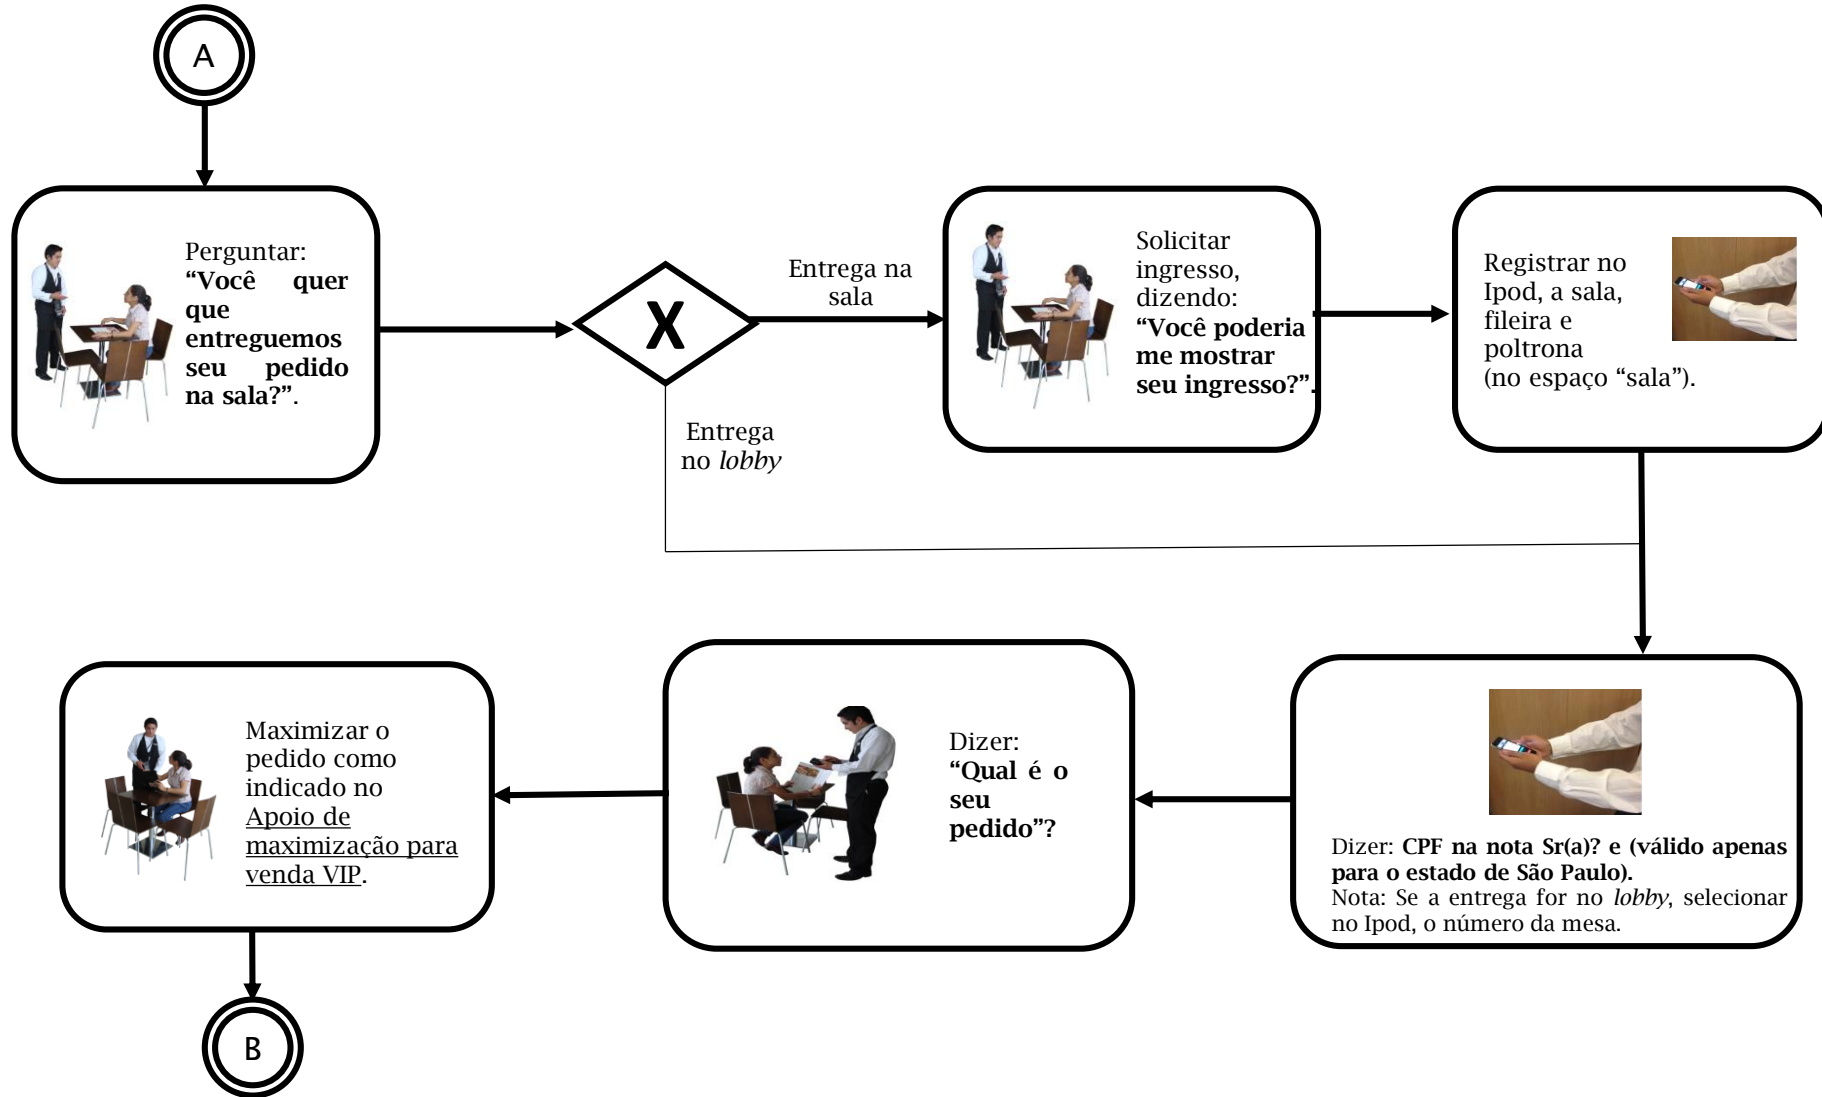 A
Perguntar:
“Você quer
que
entreguemos
seu pedido
na sala?”.
X
Entrega na
sala
Entrega
no lobby
Solicitar
ingresso,
dizendo:
“Você poderia
me mostrar
seu ingresso?”.
Registrar no
Ipod, a sala,
fileira e
poltrona
(no espaço “sala”).
Dizer: CPF na nota Sr(a)? e (válido apenas
para o estado de São Paulo).
Nota: Se a entrega for no lobby, selecionar
no Ipod, o número da mesa.
Dizer:
“Qual é o
seu
pedido”?
Maximizar o
pedido como
indicado no
Apoio de
maximização para
venda VIP.
B